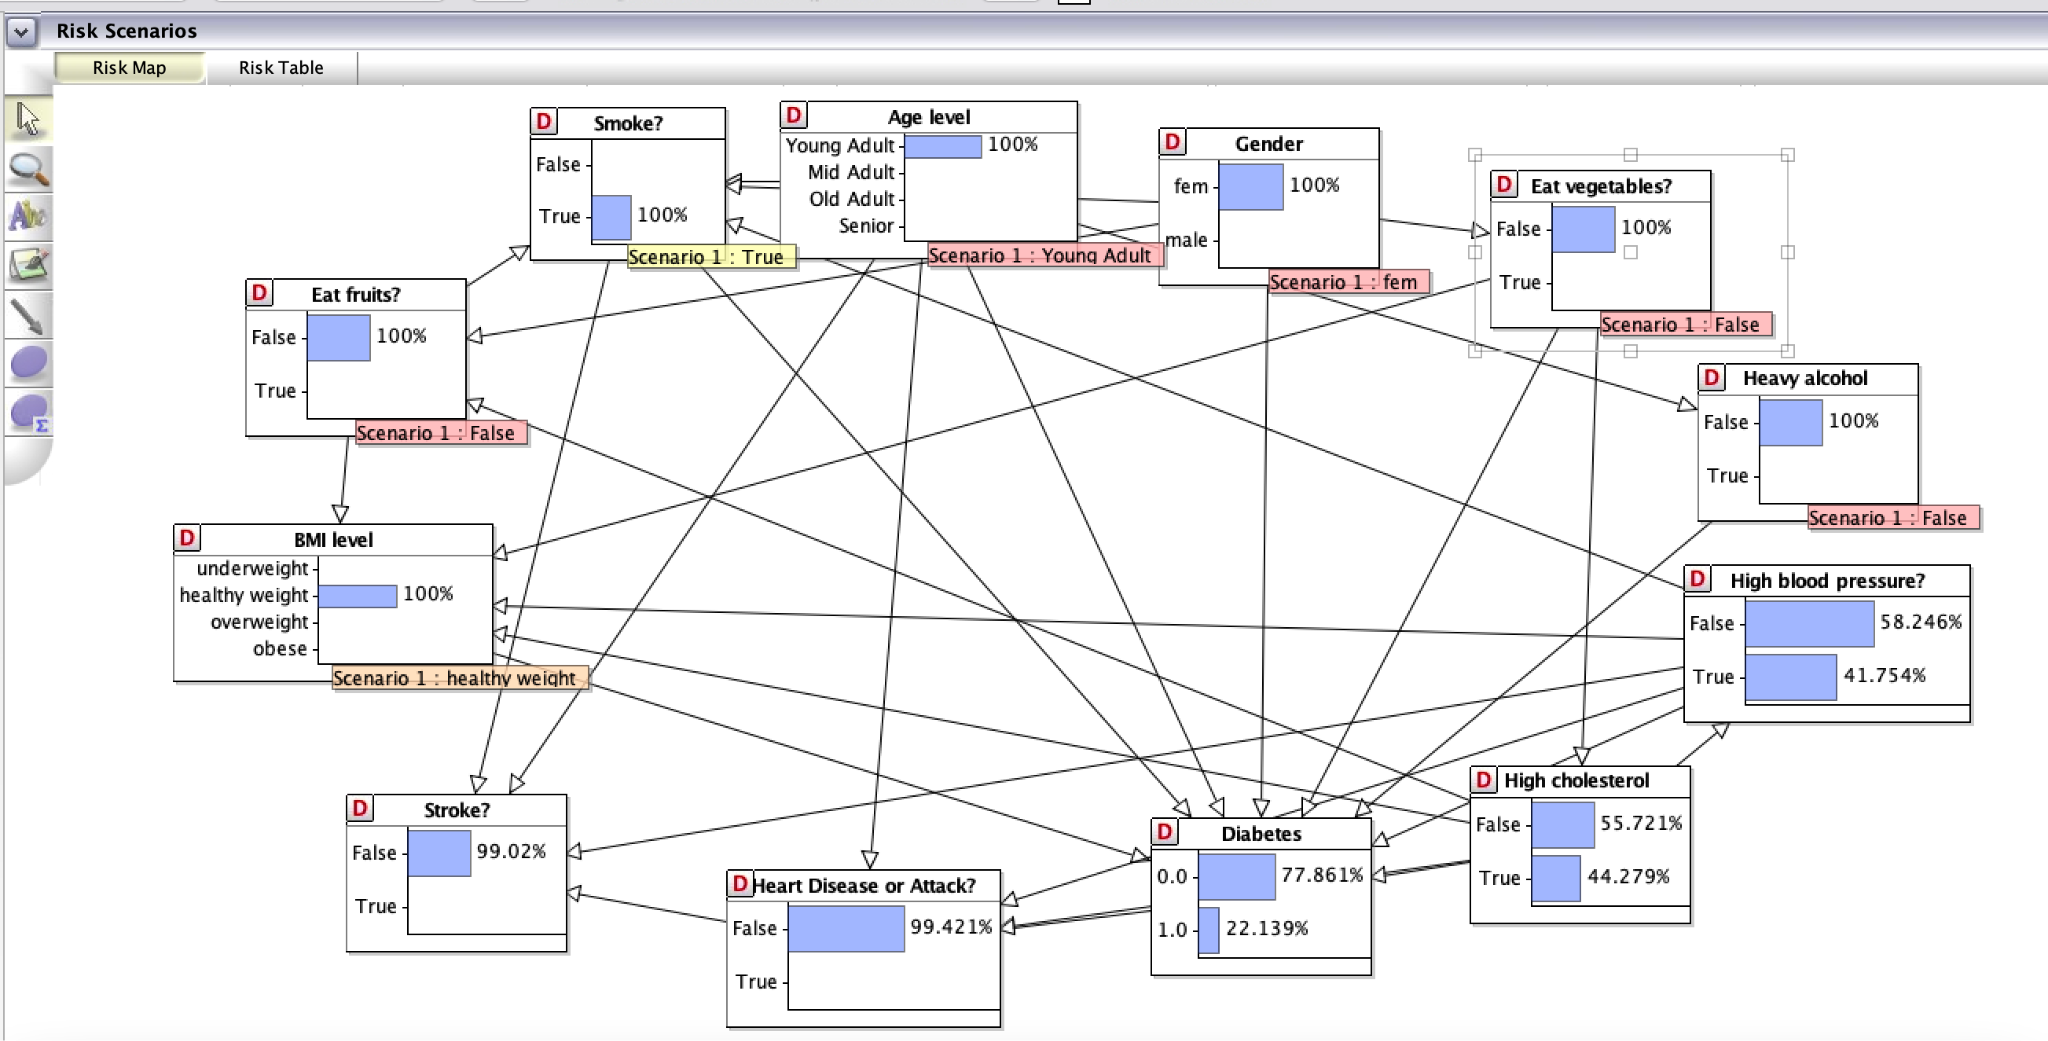 Risk Scenarios
Risk Map
Risk Table
Abc
Σ
D Smoke?
False
True 100%
Scenario 1 : True
D Age level
Young Adult 100%
Mid Adult
Old Adult
Senior
Scenario 1 : Young Adult
D Gender
fem 100%
male
Scenario 1 : fem
D Eat vegetables?
False 100%
True
Scenario 1 : False
D Eat fruits?
False 100%
True
Scenario 1 : False
D Heavy alcohol
False 100%
True
Scenario 1 : False
D BMI level
underweight
healthy weight 100%
overweight
obese
Scenario 1 : healthy weight
D High blood pressure?
False 58.246%
True 41.754%
D Stroke?
False 99.02%
True
D Heart Disease or Attack?
False 99.421%
True
D Diabetes
0.0 77.861%
1.0 22.139%
D High cholesterol
False 55.721%
True 44.279%